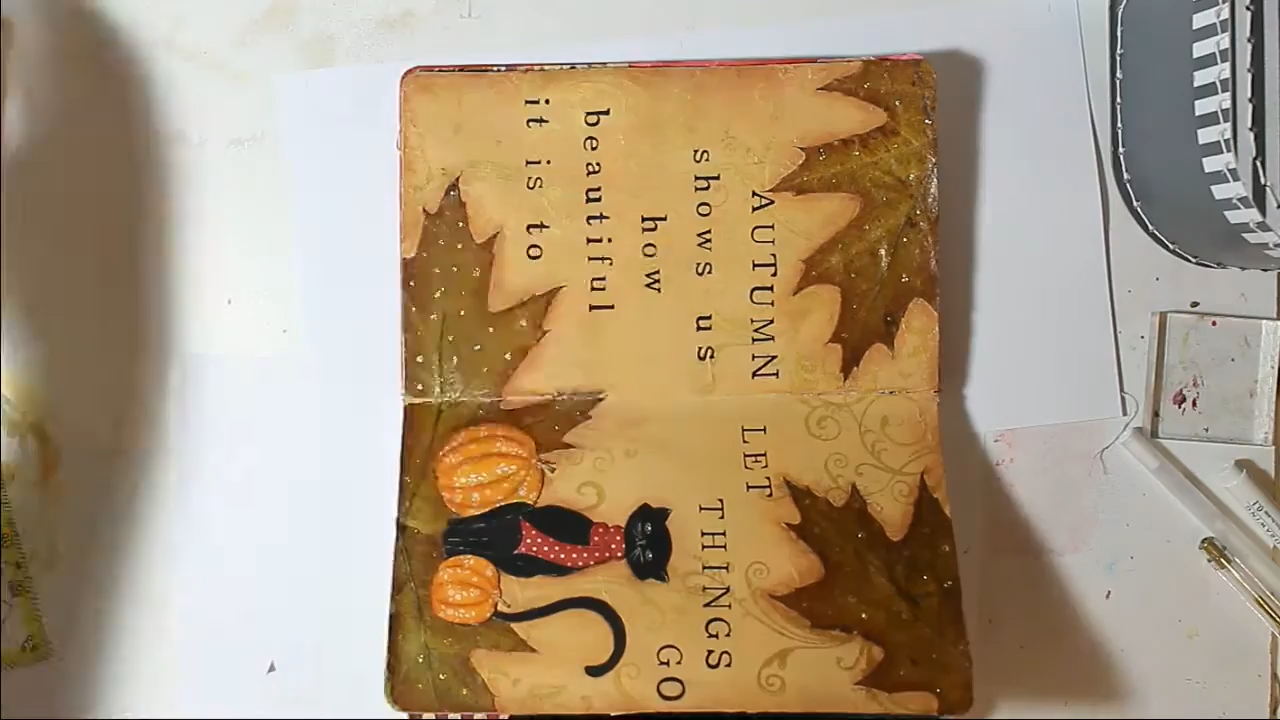 AUTUMN
shows us
how
beautiful
it is to
LET
THINGS
GO